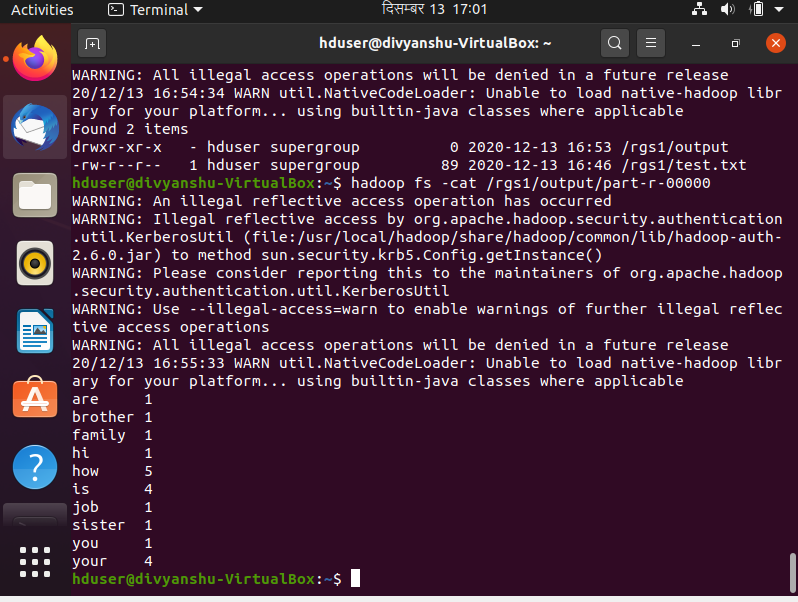 Activities Terminal दिसम्बर 13 17:01
hduser@divyanshu-VirtualBox: ~
WARNING: All illegal access operations will be denied in a future release
20/12/13 16:54:34 WARN util.NativeCodeLoader: Unable to load native-hadoop libr
ary for your platform... using builtin-java classes where applicable
Found 2 items
drwxr-xr-x   - hduser supergroup          0 2020-12-13 16:53 /rgs1/output
-rw-r--r--   1 hduser supergroup         89 2020-12-13 16:46 /rgs1/test.txt
hduser@divyanshu-VirtualBox:~$ hadoop fs -cat /rgs1/output/part-r-00000
WARNING: An illegal reflective access operation has occurred
WARNING: Illegal reflective access by org.apache.hadoop.security.authentication
.util.KerberosUtil (file:/usr/local/hadoop/share/hadoop/common/lib/hadoop-auth-
2.6.0.jar) to method sun.security.krb5.Config.getInstance()
WARNING: Please consider reporting this to the maintainers of org.apache.hadoop
.security.authentication.util.KerberosUtil
WARNING: Use --illegal-access=warn to enable warnings of further illegal reflec
tive access operations
WARNING: All illegal access operations will be denied in a future release
20/12/13 16:55:33 WARN util.NativeCodeLoader: Unable to load native-hadoop libr
ary for your platform... using builtin-java classes where applicable
are     1
brother 1
family  1
hi      1
how     5
is      4
job     1
sister  1
you     1
your    4
hduser@divyanshu-VirtualBox:~$